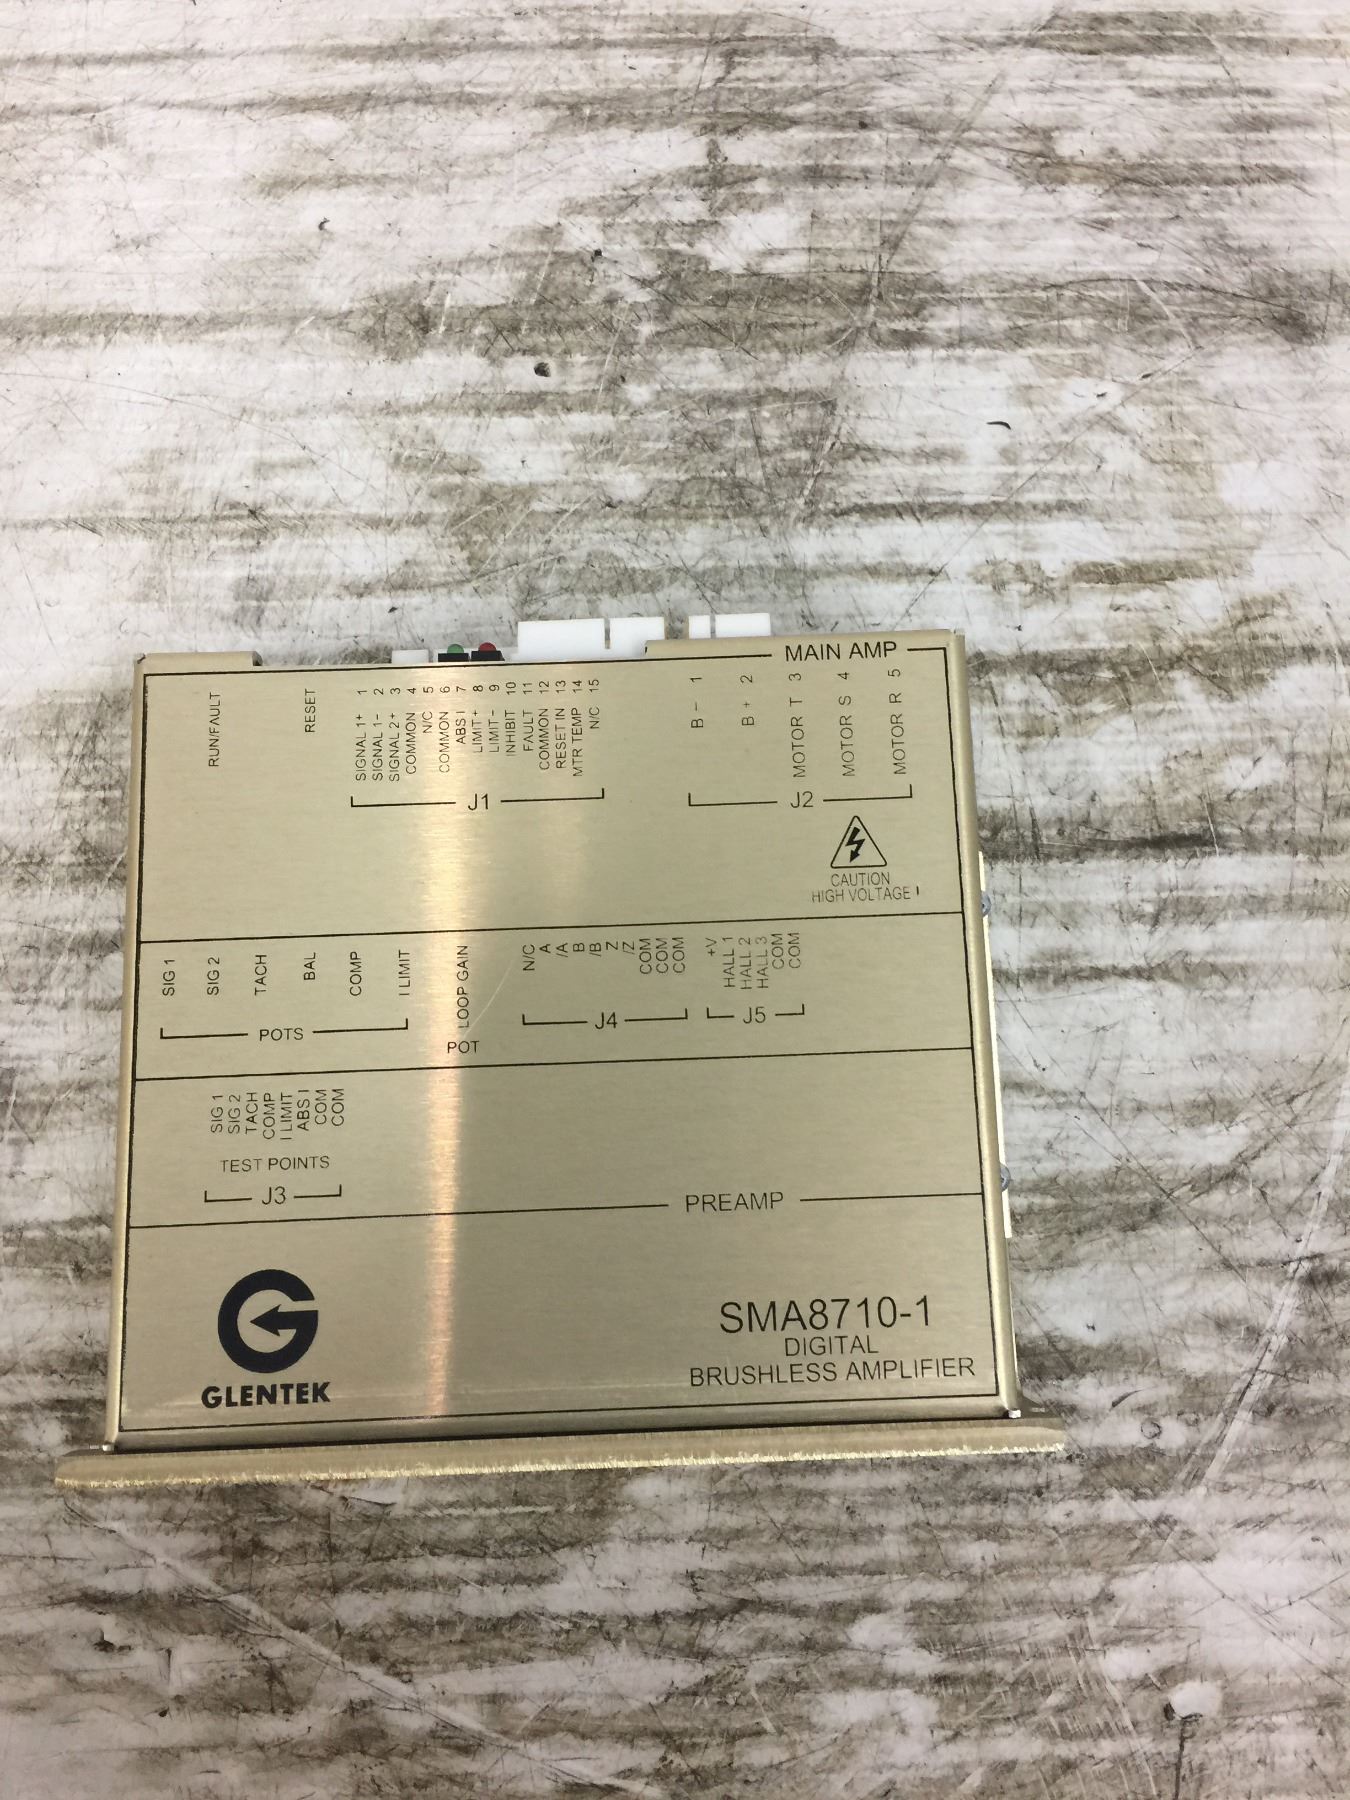 MAIN AMP
RUN/FAULT
RESET
SIGNAL 1+ 1
SIGNAL 1− 2
SIGNAL 2+ 3
COMMON 4
N/C 5
COMMON 6
ABS I 7
LIMIT+ 8
LIMIT− 9
INHIBIT 10
FAULT 11
COMMON 12
RESET IN 13
MTR TEMP 14
N/C 15
J1
B − 1
B + 2
MOTOR T 3
MOTOR S 4
MOTOR R 5
J2
CAUTION
HIGH VOLTAGE !
SIG 1
SIG 2
TACH
BAL
COMP
I LIMIT
POTS
LOOP GAIN
POT
N/C
A
/A
B
/B
Z
/Z
COM
COM
COM
J4
+V
HALL 1
HALL 2
HALL 3
COM
COM
J5
SIG 1
SIG 2
TACH
COMP
I LIMIT
ABS I
COM
COM
TEST POINTS
J3
PREAMP
GLENTEK
SMA8710-1
DIGITAL
BRUSHLESS AMPLIFIER